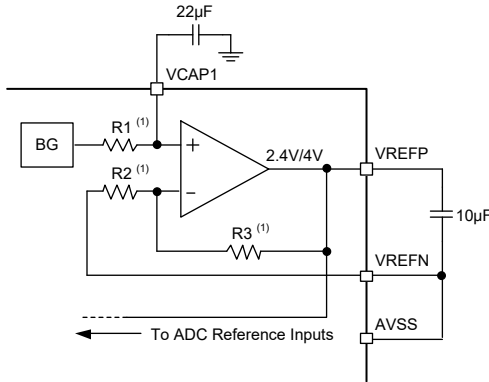 22µF
VCAP1
R1 (1)
BG
R2 (1)
+
−
2.4V/4V
VREFP
10µF
R3 (1)
VREFN
AVSS
To ADC Reference Inputs